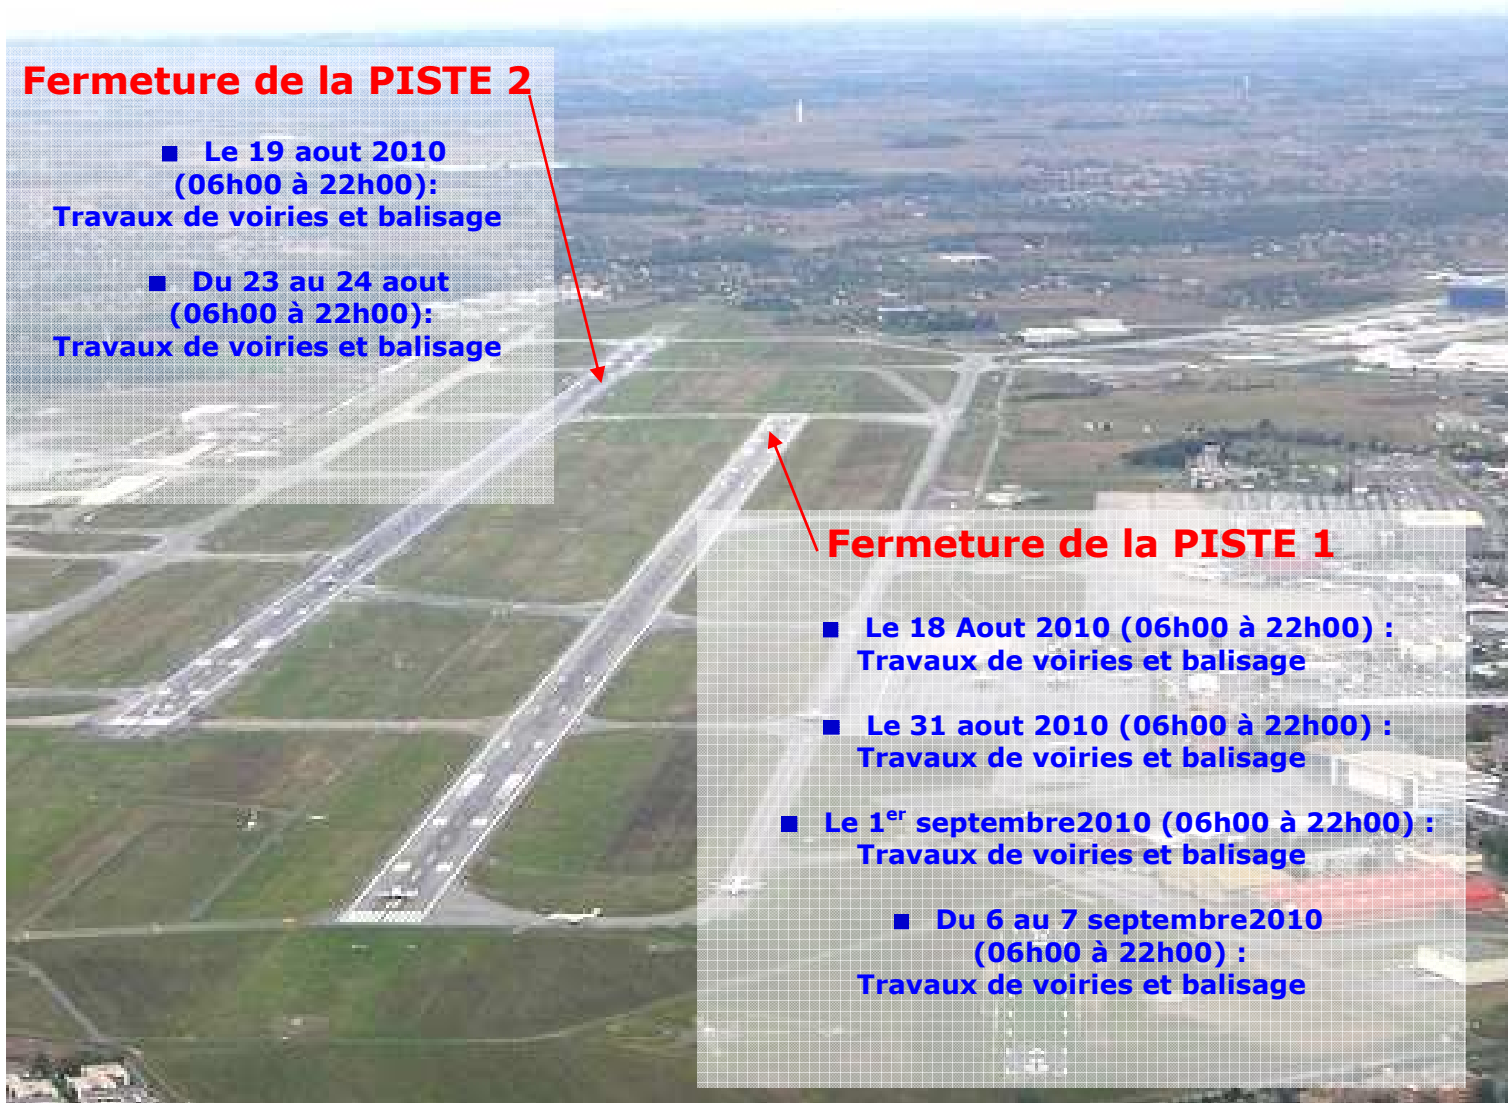 Fermeture de la PISTE 2
■ Le 19 aout 2010
(06h00 à 22h00):
Travaux de voiries et balisage
■ Du 23 au 24 aout
(06h00 à 22h00):
Travaux de voiries et balisage
Fermeture de la PISTE 1
■ Le 18 Aout 2010 (06h00 à 22h00) :
Travaux de voiries et balisage
■ Le 31 aout 2010 (06h00 à 22h00) :
Travaux de voiries et balisage
■ Le 1er septembre2010 (06h00 à 22h00) :
Travaux de voiries et balisage
■ Du 6 au 7 septembre2010
(06h00 à 22h00) :
Travaux de voiries et balisage